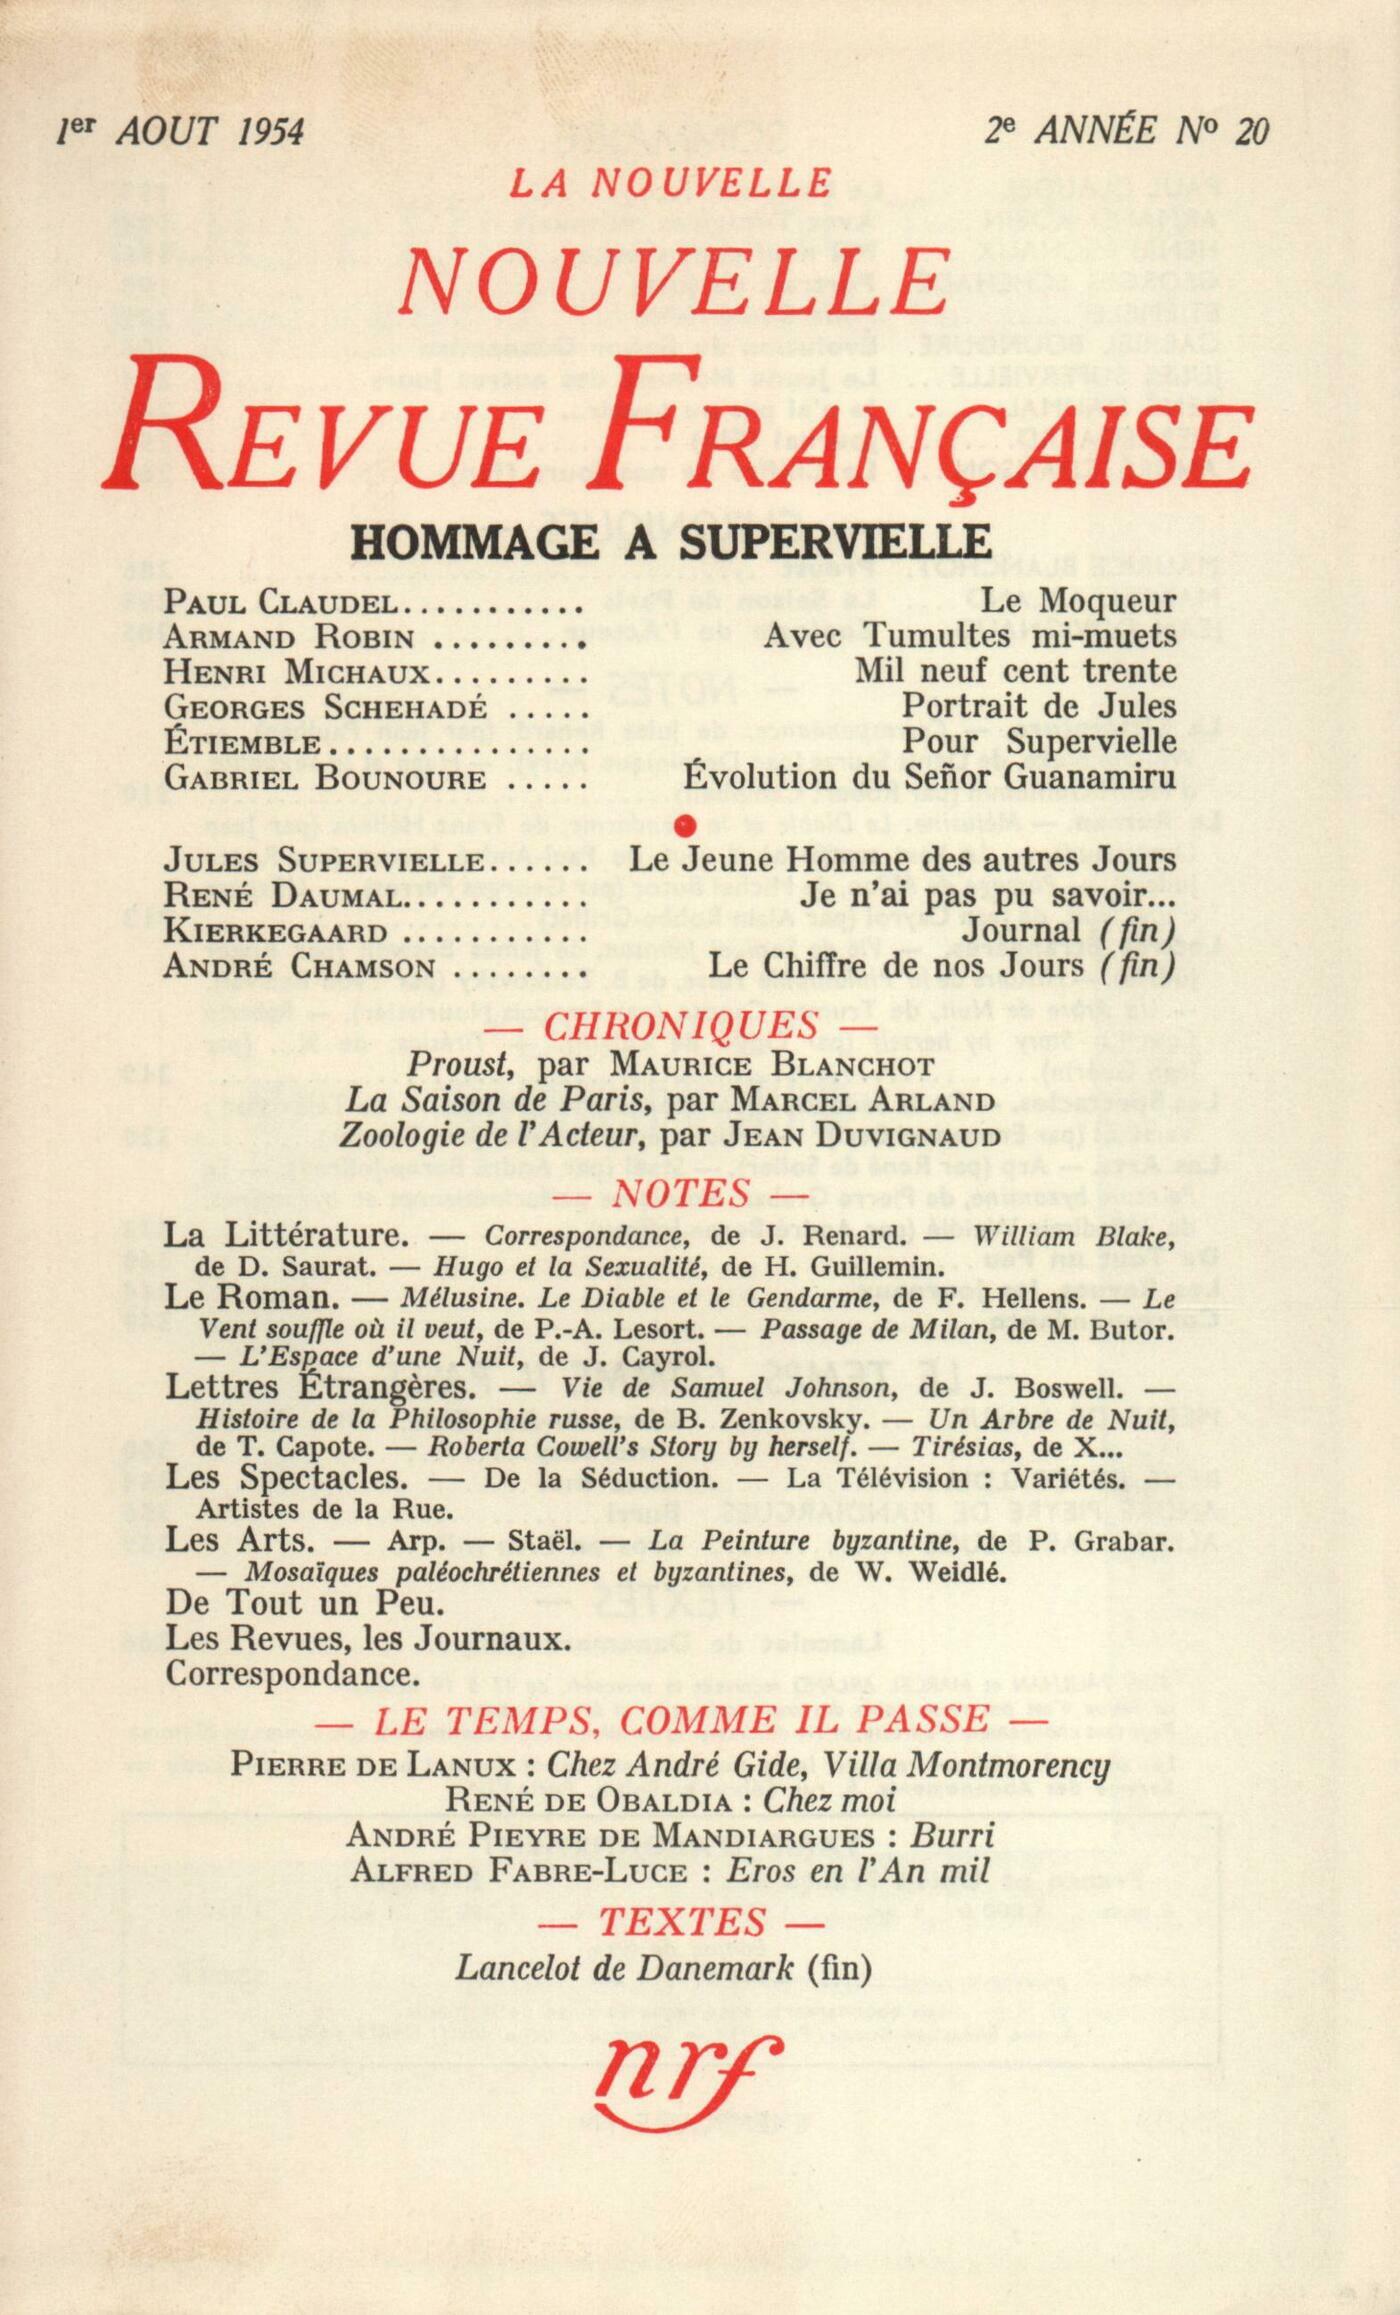 1er AOUT 1954
2e ANNÉE No 20
LA NOUVELLE
NOUVELLE
REVUE FRANÇAISE
HOMMAGE A SUPERVIELLE
PAUL CLAUDEL........... Le Moqueur
ARMAND ROBIN ......... Avec Tumultes mi-muets
HENRI MICHAUX......... Mil neuf cent trente
GEORGES SCHEHADÉ ..... Portrait de Jules
ÉTIEMBLE............... Pour Supervielle
GABRIEL BOUNOURE ..... Évolution du Señor Guanamiru
JULES SUPERVIELLE...... Le Jeune Homme des autres Jours
RENÉ DAUMAL........... Je n'ai pas pu savoir...
KIERKEGAARD ........... Journal (fin)
ANDRÉ CHAMSON ........ Le Chiffre de nos Jours (fin)
— CHRONIQUES —
Proust, par MAURICE BLANCHOT
La Saison de Paris, par MARCEL ARLAND
Zoologie de l'Acteur, par JEAN DUVIGNAUD
— NOTES —
La Littérature. — Correspondance, de J. Renard. — William Blake,
de D. Saurat. — Hugo et la Sexualité, de H. Guillemin.
Le Roman. — Mélusine. Le Diable et le Gendarme, de F. Hellens. — Le
Vent souffle où il veut, de P.-A. Lesort. — Passage de Milan, de M. Butor.
— L'Espace d'une Nuit, de J. Cayrol.
Lettres Étrangères. — Vie de Samuel Johnson, de J. Boswell. —
Histoire de la Philosophie russe, de B. Zenkovsky. — Un Arbre de Nuit,
de T. Capote. — Roberta Cowell's Story by herself. — Tirésias, de X...
Les Spectacles. — De la Séduction. — La Télévision : Variétés. —
Artistes de la Rue.
Les Arts. — Arp. — Staël. — La Peinture byzantine, de P. Grabar.
— Mosaïques paléochrétiennes et byzantines, de W. Weidlé.
De Tout un Peu.
Les Revues, les Journaux.
Correspondance.
— LE TEMPS, COMME IL PASSE —
PIERRE DE LANUX : Chez André Gide, Villa Montmorency
RENÉ DE OBALDIA : Chez moi
ANDRÉ PIEYRE DE MANDIARGUES : Burri
ALFRED FABRE-LUCE : Eros en l'An mil
— TEXTES —
Lancelot de Danemark (fin)
nrf